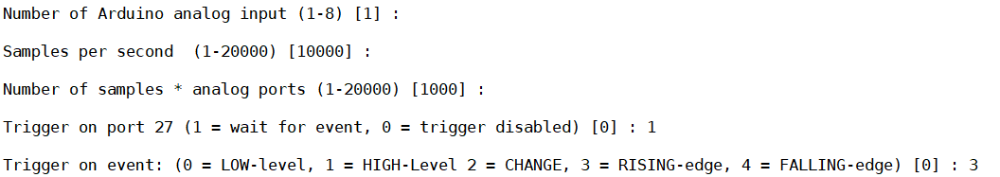 Number of Arduino analog input (1-8) [1] :
Samples per second  (1-20000) [10000] :
Number of samples * analog ports (1-20000) [1000] :
Trigger on port 27 (1 = wait for event, 0 = trigger disabled) [0] : 1
Trigger on event: (0 = LOW-level, 1 = HIGH-Level 2 = CHANGE, 3 = RISING-edge, 4 = FALLING-edge) [0] : 3